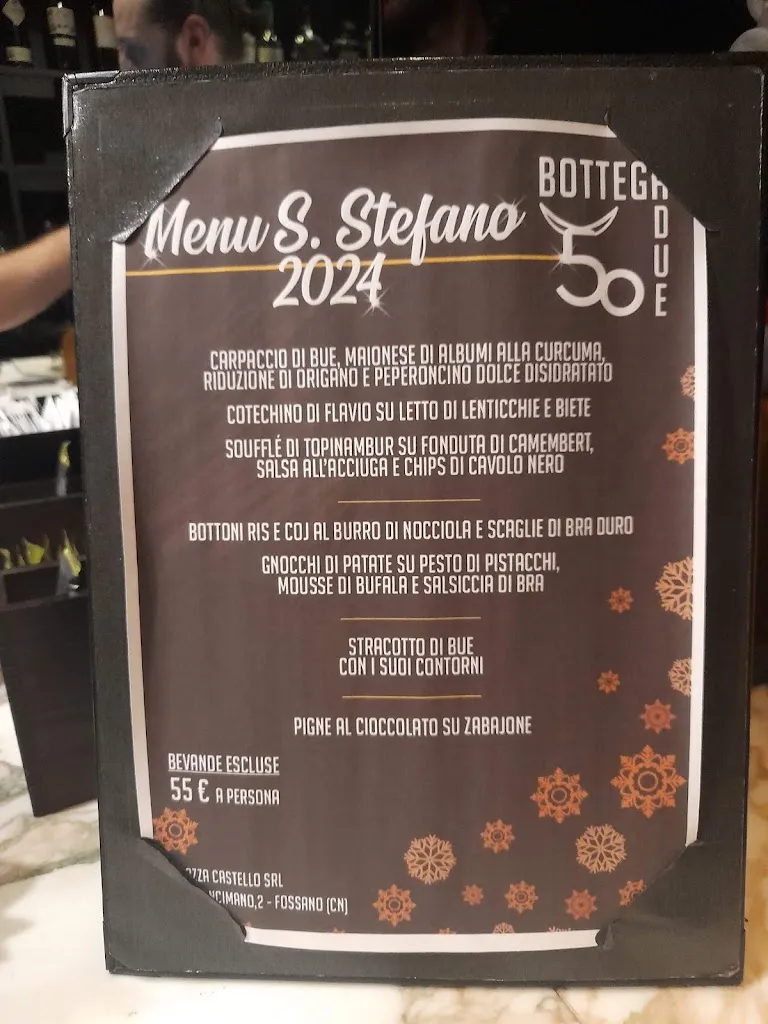 Menu S. Stefano
2024
BOTTEGA
DUE
50
CARPACCIO DI BUE, MAIONESE DI ALBUMI ALLA CURCUMA,
RIDUZIONE DI ORIGANO E PEPERONCINO DOLCE DISIDRATATO
COTECHINO DI FLAVIO SU LETTO DI LENTICCHIE E BIETE
SOUFFLÉ DI TOPINAMBUR SU FONDUTA DI CAMEMBERT,
SALSA ALL'ACCIUGA E CHIPS DI CAVOLO NERO
BOTTONI RIS E COJ AL BURRO DI NOCCIOLA E SCAGLIE DI BRA DURO
GNOCCHI DI PATATE SU PESTO DI PISTACCHI,
MOUSSE DI BUFALA E SALSICCIA DI BRA
STRACOTTO DI BUE
CON I SUOI CONTORNI
PIGNE AL CIOCCOLATO SU ZABAJONE
BEVANDE ESCLUSE
55 € A PERSONA
CASTELLO SRL
2 - FOSSANO (CN)